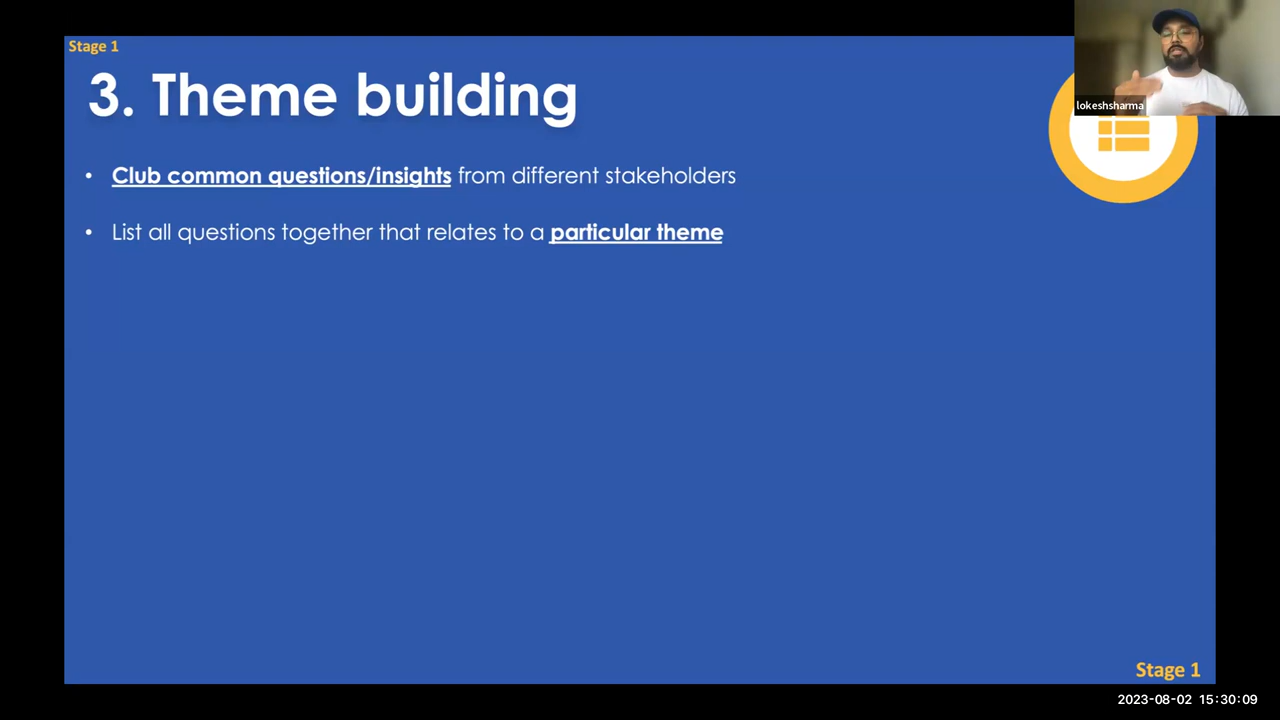 Stage 1
3. Theme building
lokeshsharma
• Club common questions/insights from different stakeholders
• List all questions together that relates to a particular theme
Stage 1
2023-08-02 15:30:09